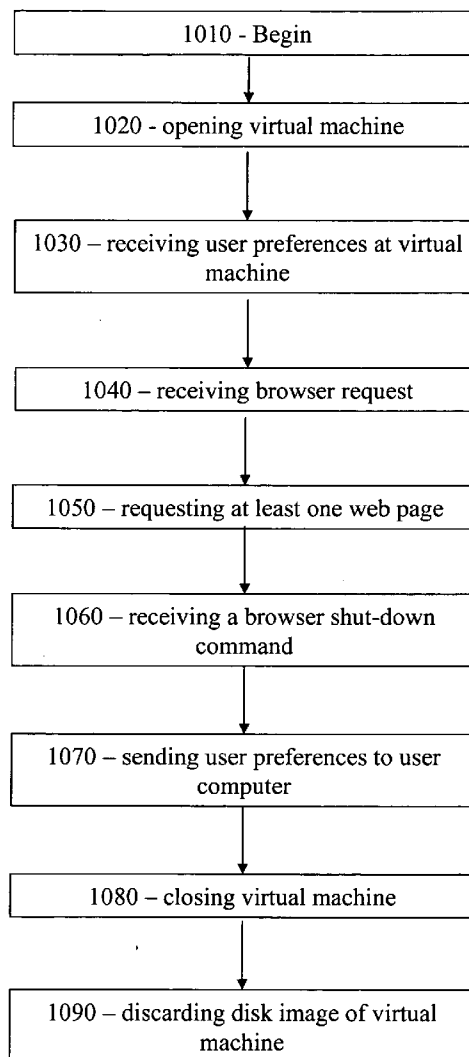 1010 - Begin
1020 - opening virtual machine
1030 – receiving user preferences at virtual
machine
1040 – receiving browser request
1050 – requesting at least one web page
1060 – receiving a browser shut-down
command
1070 – sending user preferences to user
computer
1080 – closing virtual machine
1090 – discarding disk image of virtual
machine